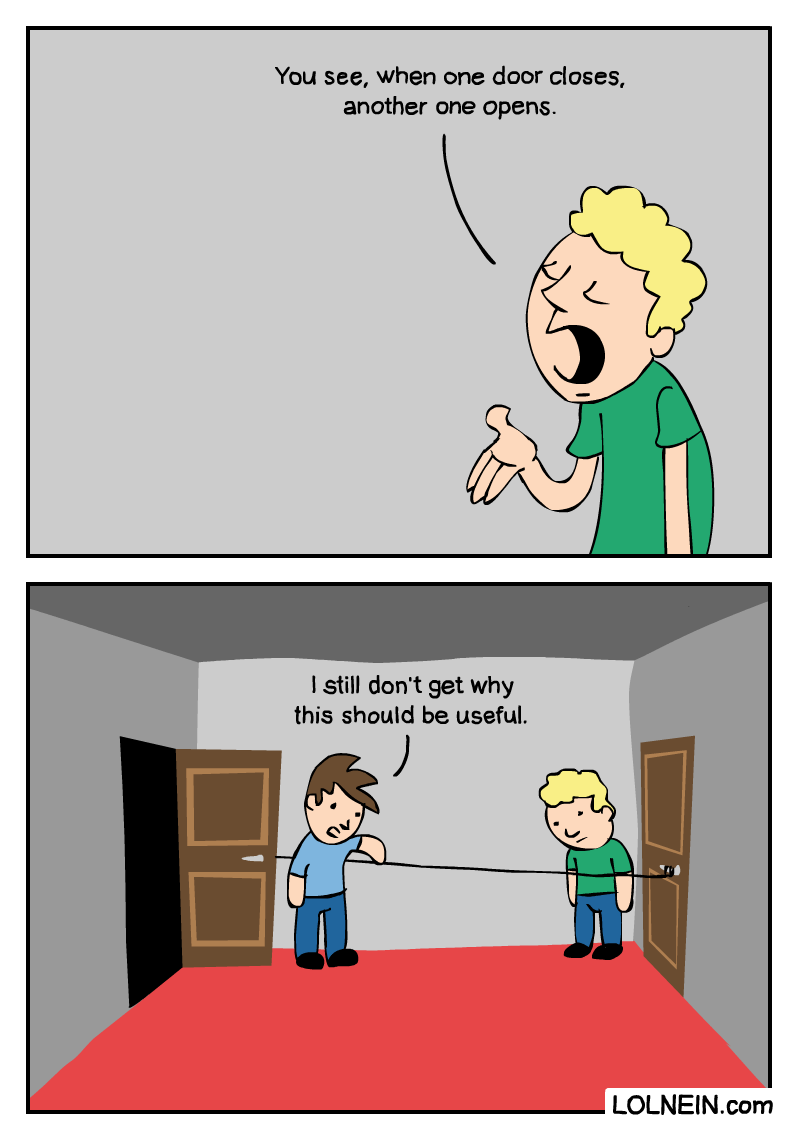 You see, when one door closes,
another one opens.
I still don't get why
this should be useful.
LOLNEIN.com